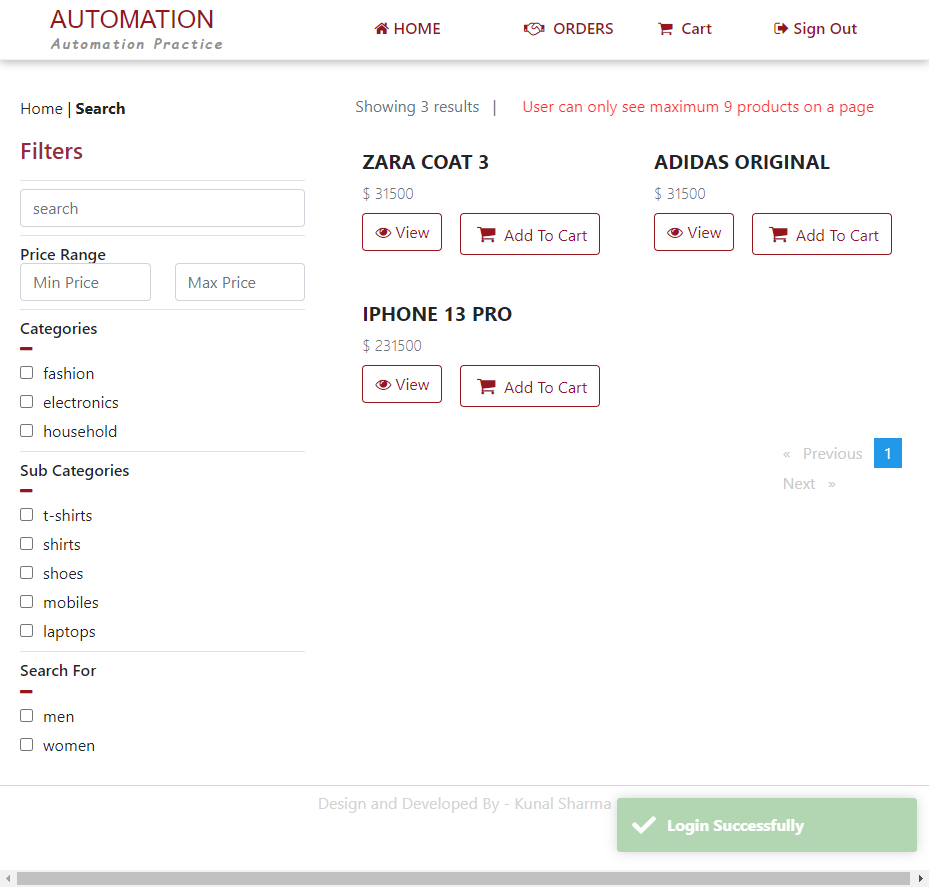 AUTOMATION
Automation Practice
HOME
ORDERS
Cart
Sign Out
Home | Search
Showing 3 results |
User can only see maximum 9 products on a page
Filters
search
Price Range
Min Price
Max Price
Categories
fashion
electronics
household
Sub Categories
t-shirts
shirts
shoes
mobiles
laptops
Search For
men
women
ZARA COAT 3
$ 31500
View
Add To Cart
ADIDAS ORIGINAL
$ 31500
View
Add To Cart
IPHONE 13 PRO
$ 231500
View
Add To Cart
« Previous 1
Next »
Design and Developed By - Kunal Sharma
Login Successfully